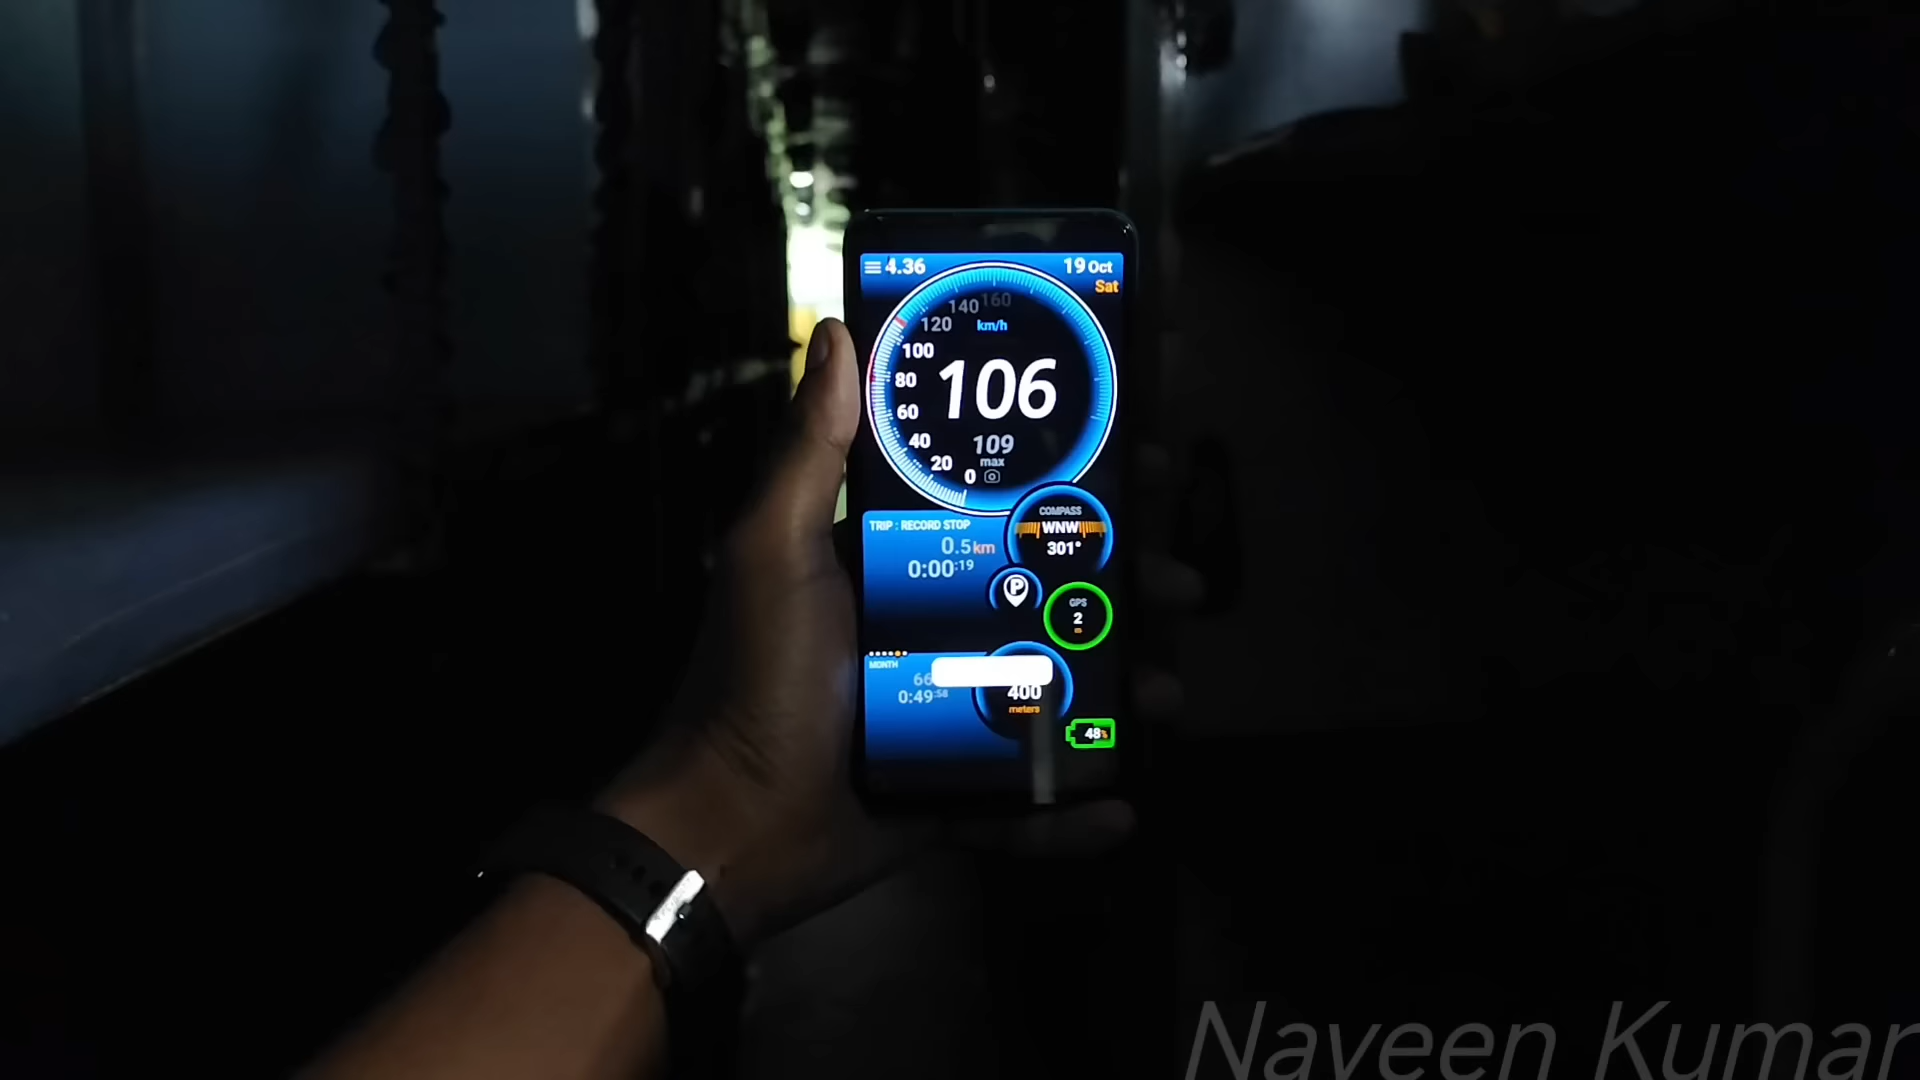 4.36
19 Oct
Sat
160
140
120
km/h
100
80
106
60
40
109
20
max
0
COMPASS
TRIP : RECORD STOP
WNW
0.5km
301°
0:00:19
P
GPS
2
m
MONTH
66
0:49:58
400
meters
48%
Naveen Kumar